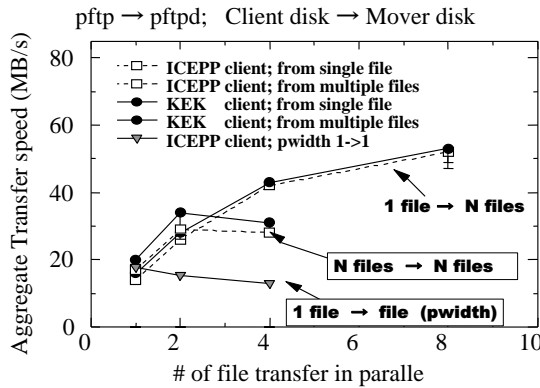 pftp → pftpd; Client disk → Mover disk
80
60
40
20
0
Aggregate Transfer speed (MB/s)
ICEPP client; from single file
ICEPP client; from multiple files
KEK client; from single file
KEK client; from multiple files
ICEPP client; pwidth 1->1
1 file → N files
N files → N files
1 file → file (pwidth)
0 2 4 6 8 10
# of file transfer in paralle